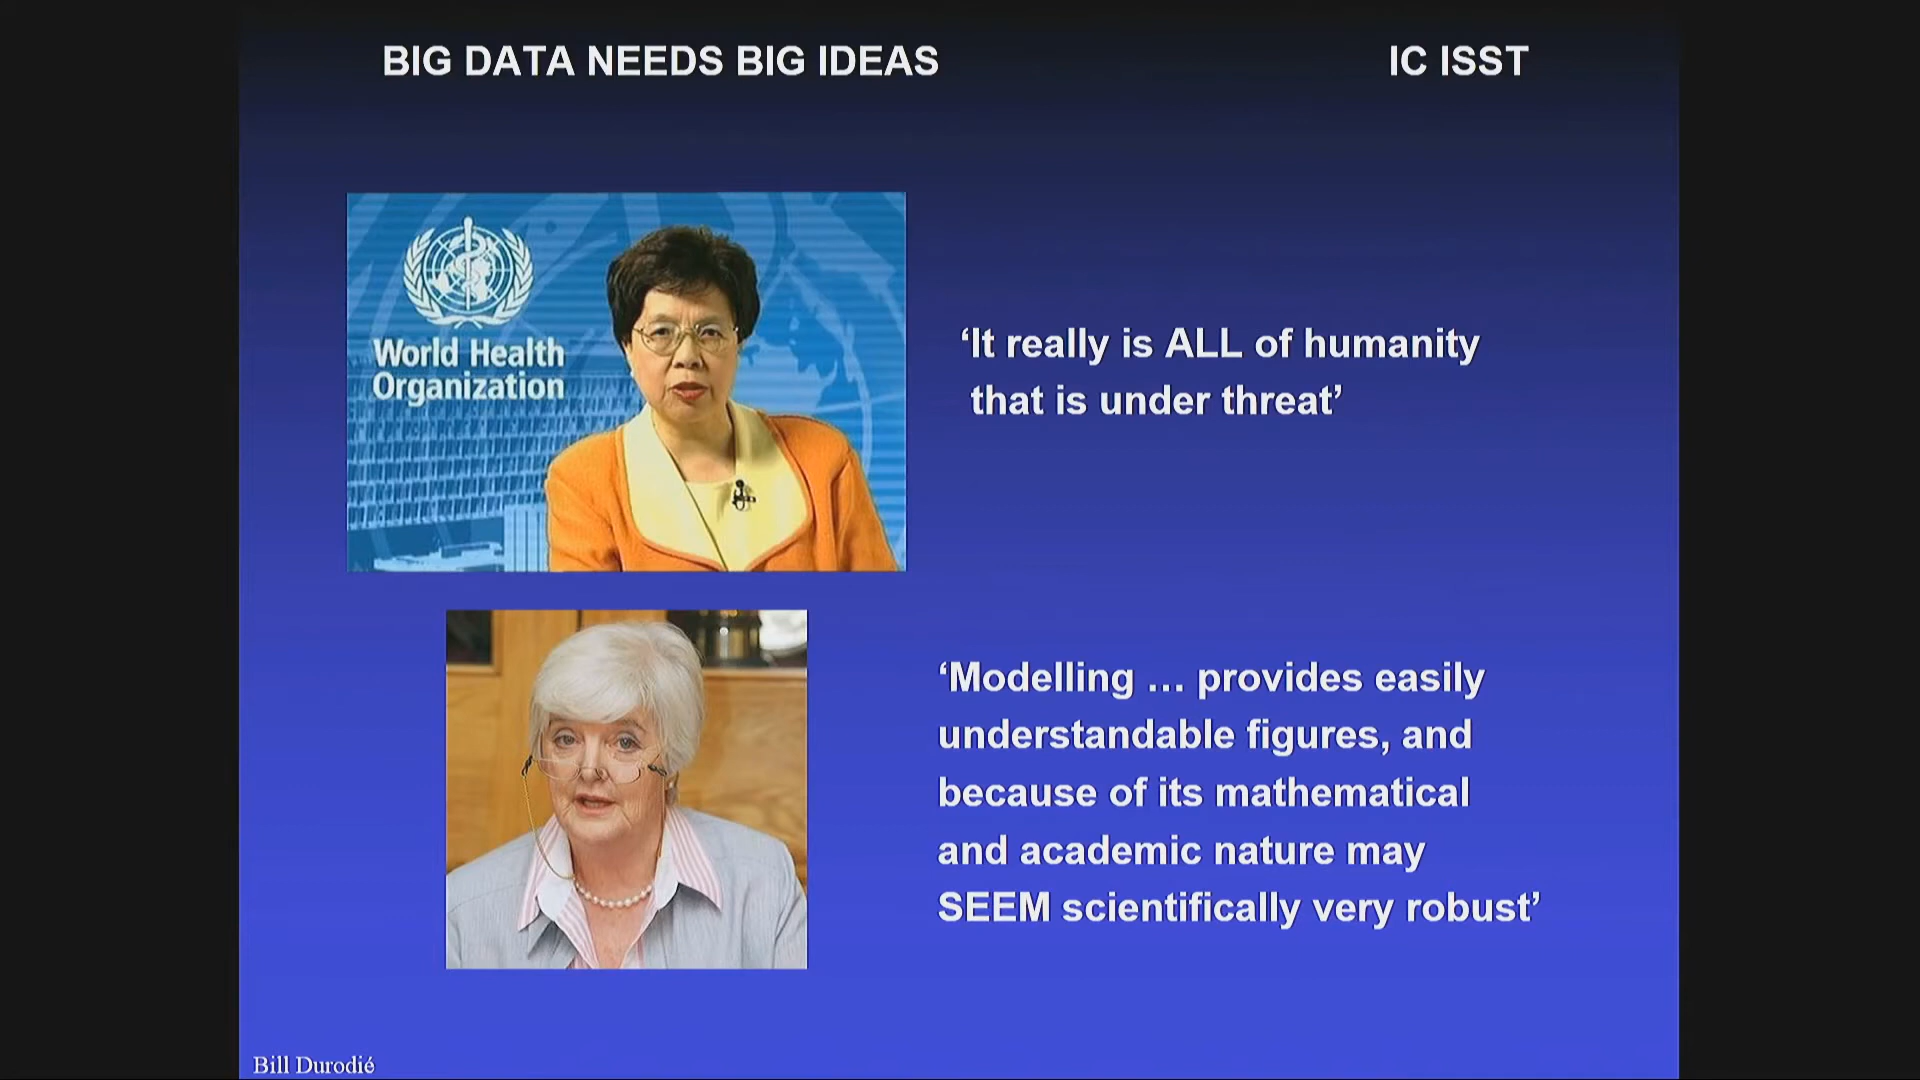 BIG DATA NEEDS BIG IDEAS
IC ISST
World Health
Organization
‘It really is ALL of humanity
that is under threat’
‘Modelling … provides easily
understandable figures, and
because of its mathematical
and academic nature may
SEEM scientifically very robust’
Bill Durodié